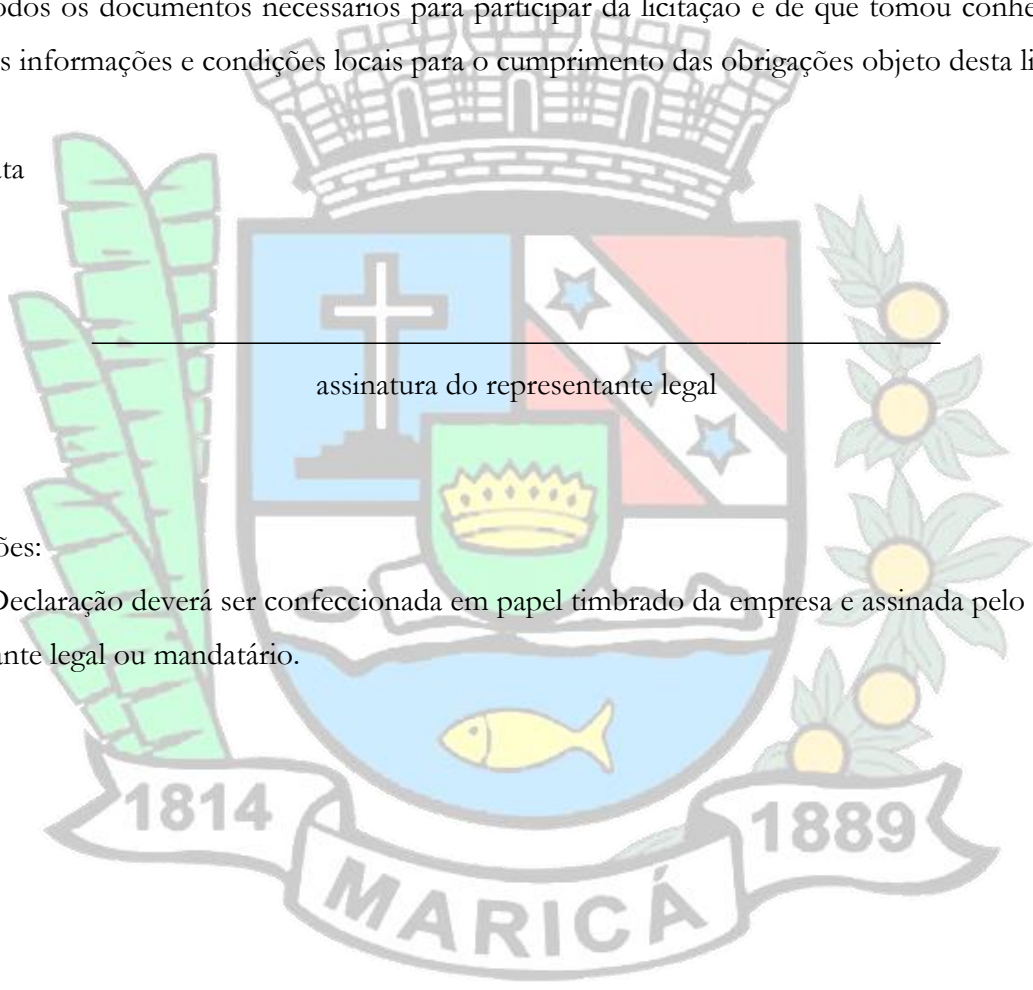 odos os documentos necessários para participar da licitação e de que tomou conhe
s informações e condições locais para o cumprimento das obrigações objeto desta li
ta
assinatura do representante legal
ões:
Declaração deverá ser confeccionada em papel timbrado da empresa e assinada pelo
ante legal ou mandatário.
1814
1889
MARICÁ